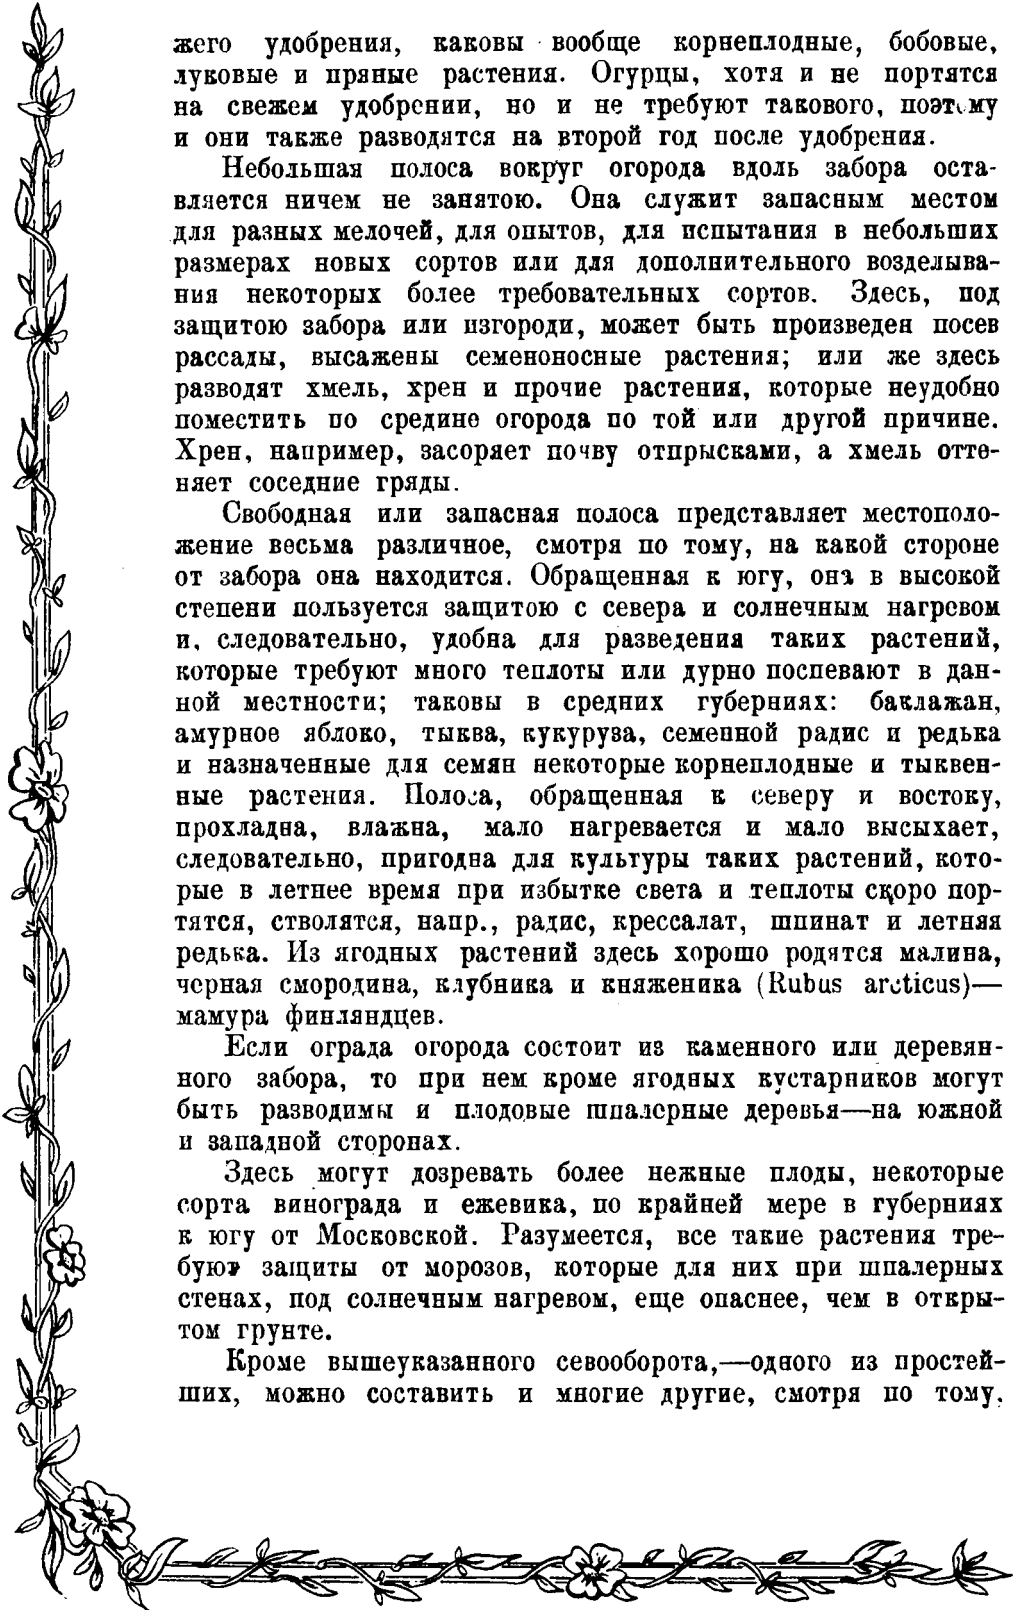 жего удобрения, каковы вообще корнеплодные, бобовые,
луковые и пряные растения. Огурцы, хотя и не портятся
на свежем удобрении, но и не требуют такового, поэтому
и они также разводятся на второй год после удобрения.
Небольшая полоса вокруг огорода вдоль забора оста-
вляется ничем не занятою. Она служит запасным местом
для разных мелочей, для опытов, для испытания в небольших
размерах новых сортов или для дополнительного возделыва-
ния некоторых более требовательных сортов. Здесь, под
защитою забора или изгороди, может быть произведен посев
рассады, высажены семеноносные растения; или же здесь
разводят хмель, хрен и прочие растения, которые неудобно
поместить по средине огорода по той или другой причине.
Хрен, например, засоряет почву отпрысками, а хмель отте-
няет соседние гряды.
Свободная или запасная полоса представляет местополо-
жение весьма различное, смотря по тому, на какой стороне
от забора она находится. Обращенная к югу, она в высокой
степени пользуется защитою с севера и солнечным нагревом
и, следовательно, удобна для разведения таких растений,
которые требуют много теплоты или дурно поспевают в дан-
ной местности; таковы в средних губерниях: баклажан,
амурное яблоко, тыква, кукуруза, семенной радис и редька
и назначенные для семян некоторые корнеплодные и тыквен-
ные растения. Полоса, обращенная к северу и востоку,
прохладна, влажна, мало нагревается и мало высыхает,
следовательно, пригодна для культуры таких растений, кото-
рые в летнее время при избытке света и теплоты скоро пор-
тятся, стволятся, напр., радис, крессалат, шпинат и летняя
редька. Из ягодных растений здесь хорошо родятся малина,
черная смородина, клубника и княженика (Rubus arcticus)—
мамура финляндцев.
Если ограда огорода состоит из каменного или деревян-
ного забора, то при нем кроме ягодных кустарников могут
быть разводимы и плодовые шпалерные деревья—на южной
и западной сторонах.
Здесь могут дозревать более нежные плоды, некоторые
сорта винограда и ежевика, по крайней мере в губерниях
к югу от Московской. Разумеется, все такие растения тре-
буют защиты от морозов, которые для них при шпалерных
стенах, под солнечным нагревом, еще опаснее, чем в откры-
том грунте.
Кроме вышеуказанного севооборота,—одного из простей-
ших, можно составить и многие другие, смотря по тому,